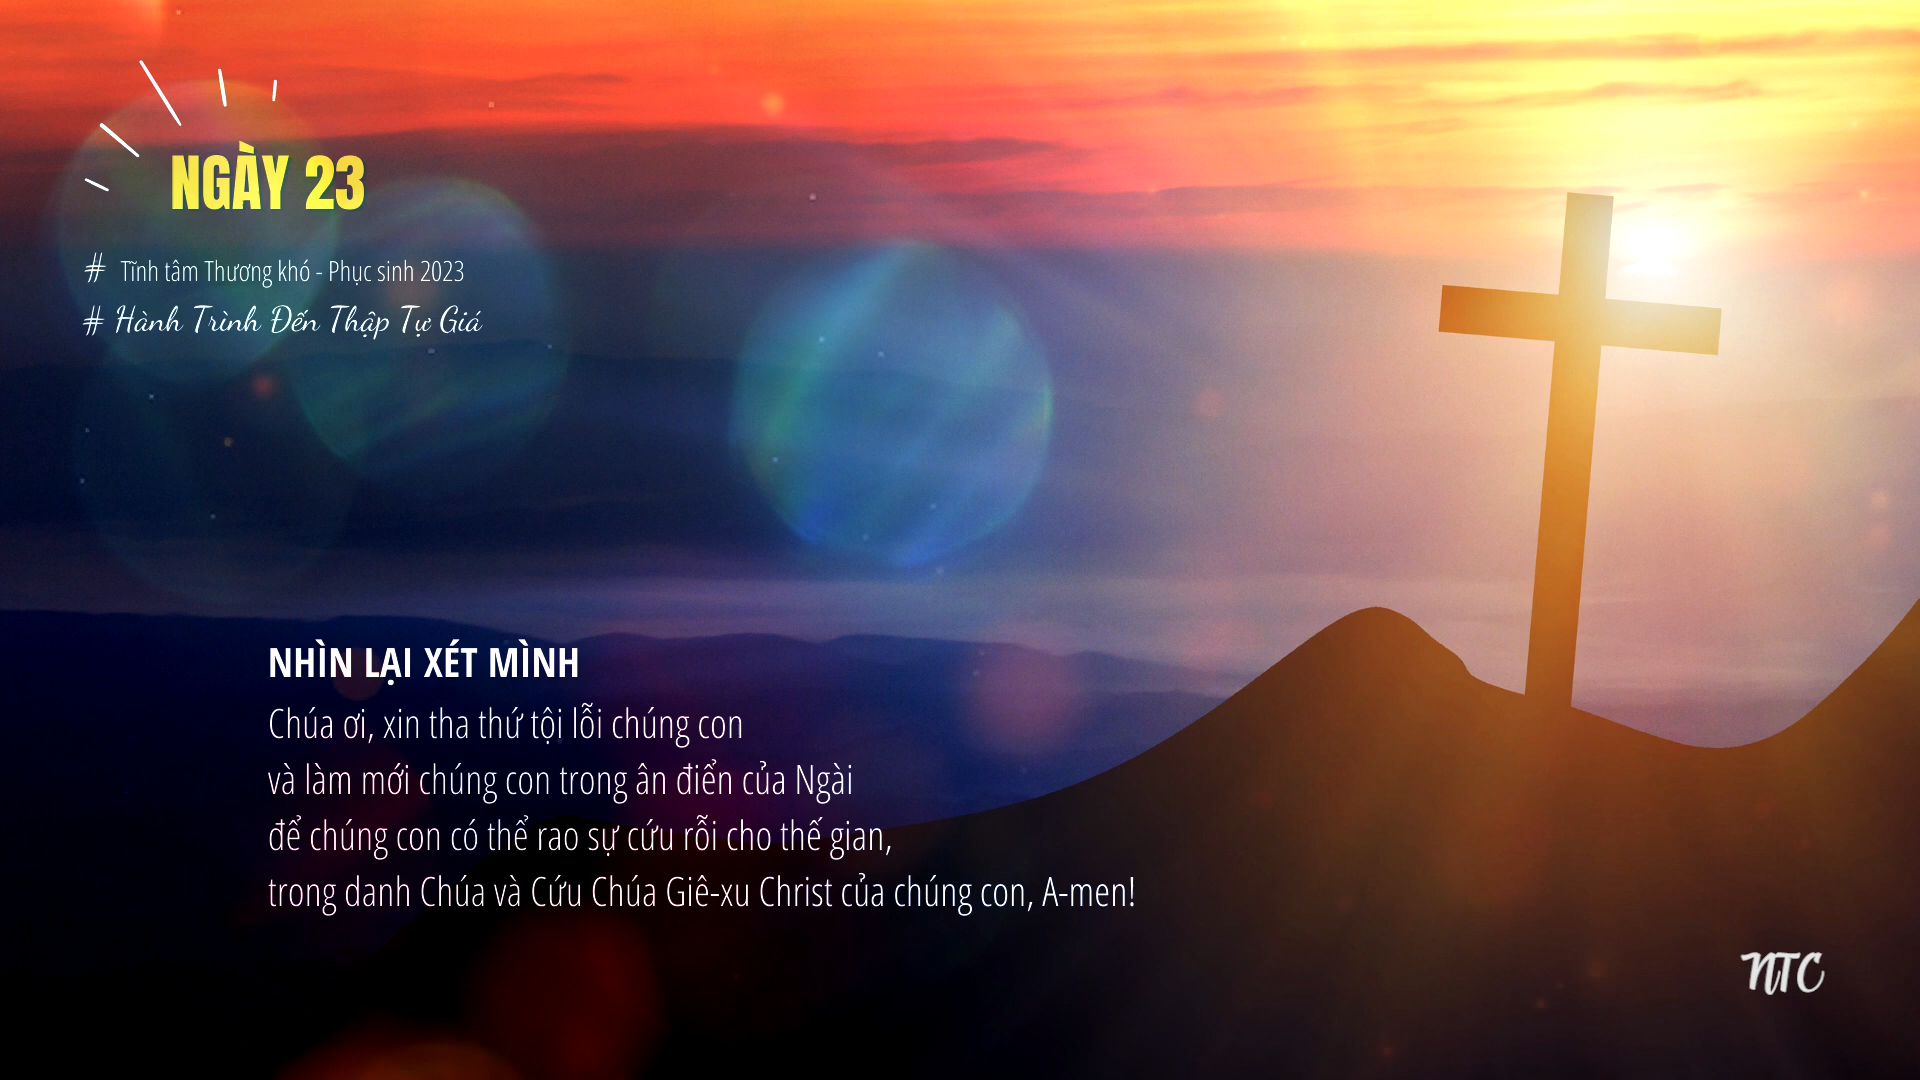 NGÀY 23
# Tĩnh tâm Thương khó - Phục sinh 2023
# Hành Trình Đến Thập Tự Giá
NHÌN LẠI XÉT MÌNH
Chúa ơi, xin tha thứ tội lỗi chúng con
và làm mới chúng con trong ân điển của Ngài
để chúng con có thể rao sự cứu rỗi cho thế gian,
trong danh Chúa và Cứu Chúa Giê-xu Christ của chúng con, A-men!
NTC